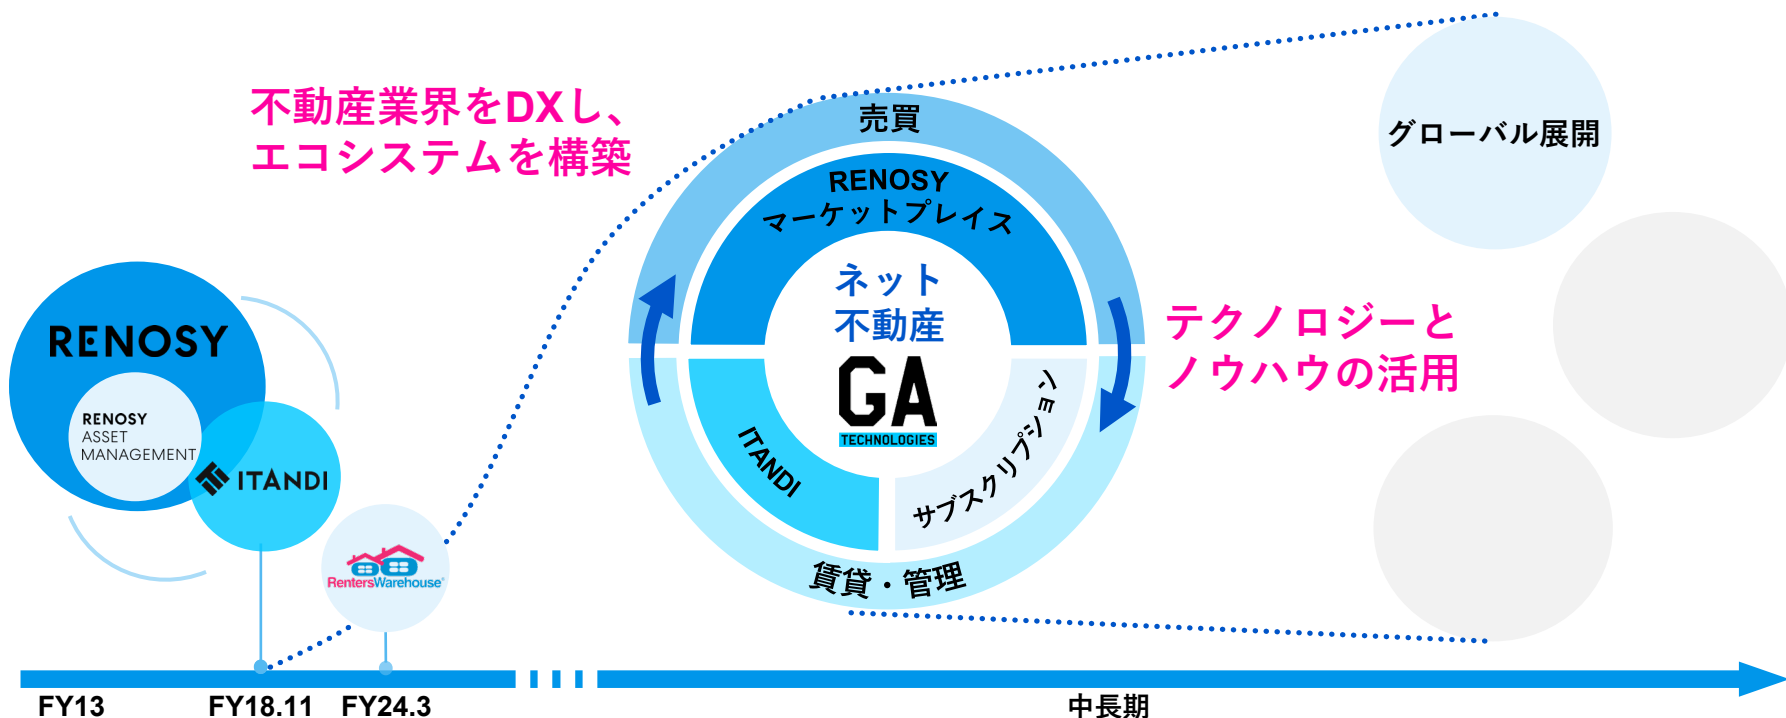 不動産業界をDXし、
エコシステムを構築
RENOSY
RENOSY
ASSET
MANAGEMENT
ITANDI
RentersWarehouse
売買
RENOSY
マーケットプレイス
ネット
不動産
GA
TECHNOLOGIES
ITANDI
サブスクリプション
賃貸・管理
テクノロジーと
ノウハウの活用
グローバル展開
FY13
FY18.11
FY24.3
中長期